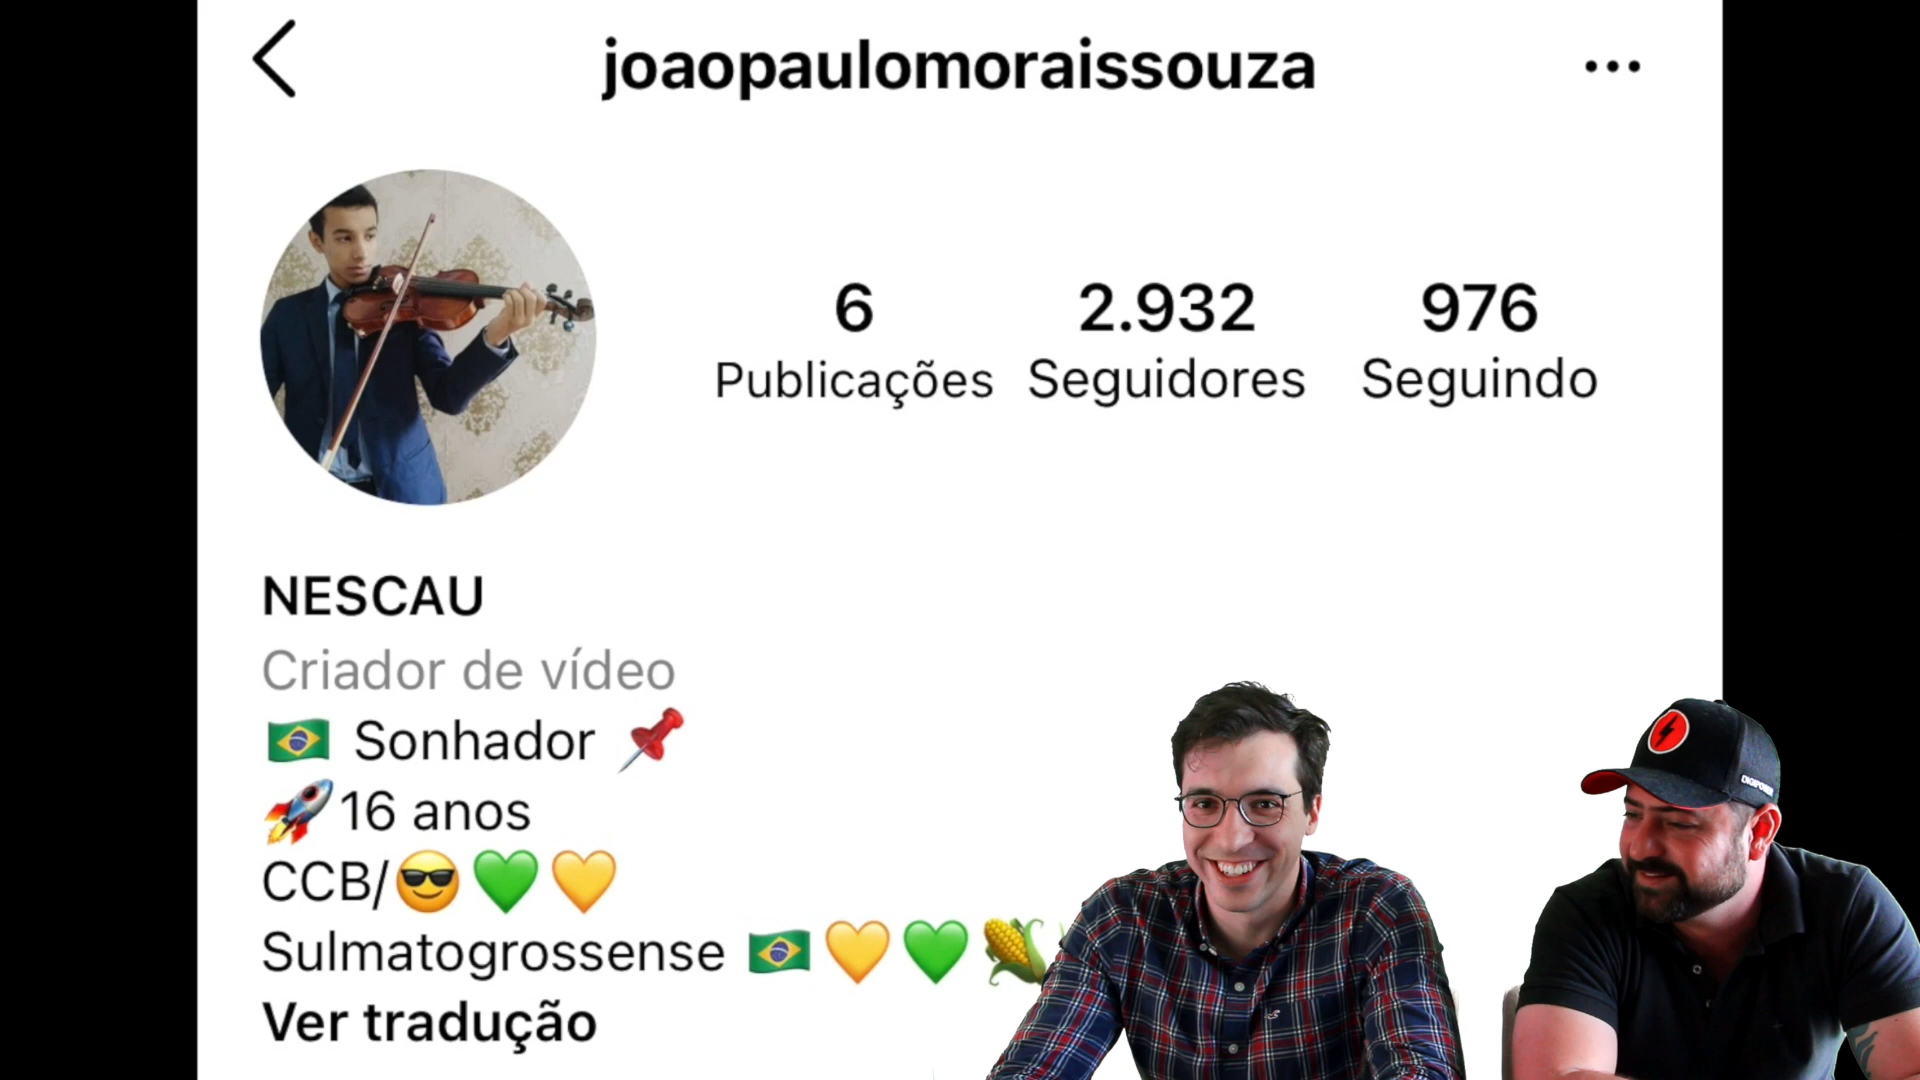 joaopaulomoraissouza
6 2.932 976
Publicações Seguidores Seguindo
NESCAU
Criador de vídeo
🇧🇷 Sonhador 📌
🚀16 anos
CCB/😎💚💛
Sulmatogrossense 🇧🇷💛💚🌽
Ver tradução